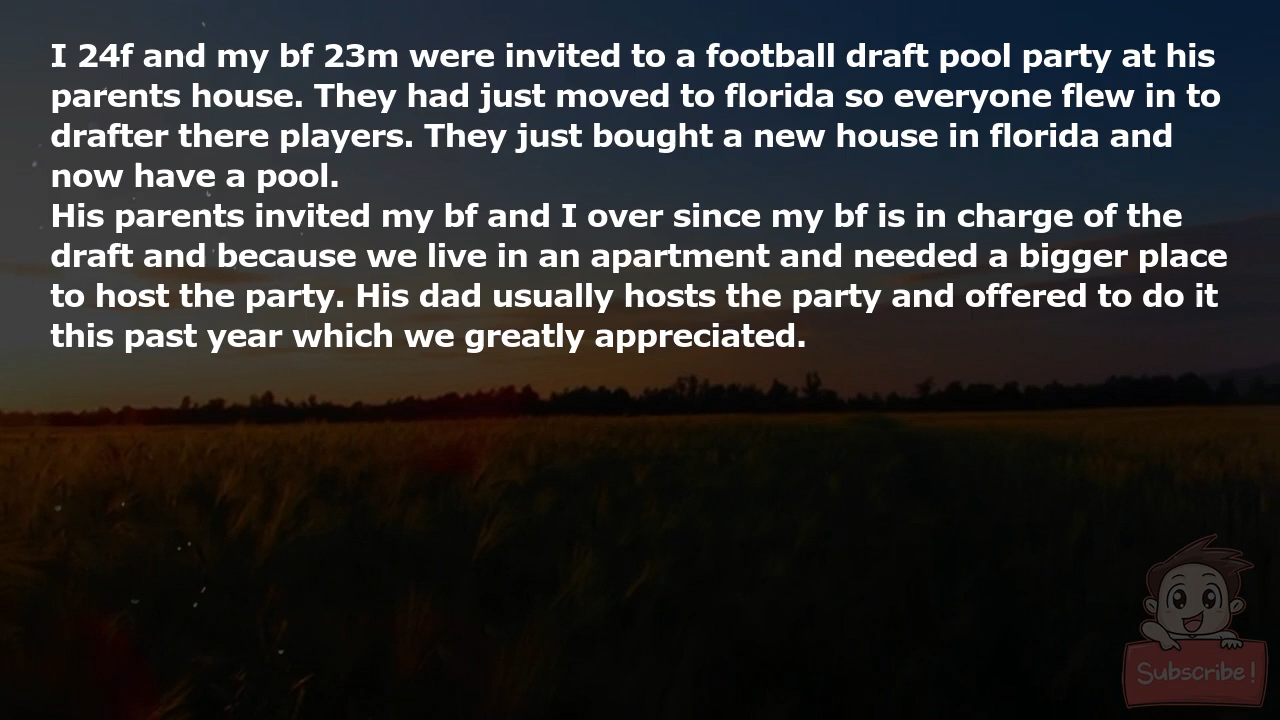 I 24f and my bf 23m were invited to a football draft pool party at his
parents house. They had just moved to florida so everyone flew in to
drafter there players. They just bought a new house in florida and
now have a pool.
His parents invited my bf and I over since my bf is in charge of the
draft and because we live in an apartment and needed a bigger place
to host the party. His dad usually hosts the party and offered to do it
this past year which we greatly appreciated.
Subscribe!